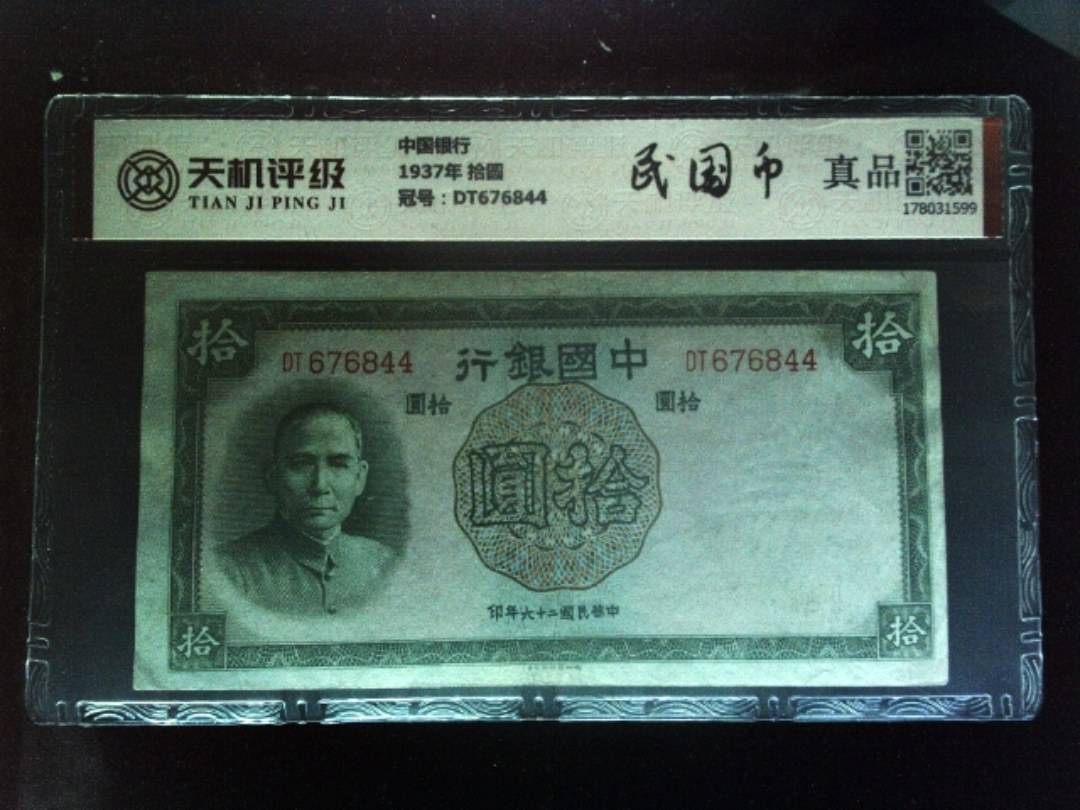 天机评级
TIAN JI PING JI
中国银行
1937年 拾國
冠号：DT676844
民国币
真品
178031599
拾
拾
DT676844
行銀國中
DT676844
圓拾
圓拾
圓拾
印年六十二國民華中
拾
拾